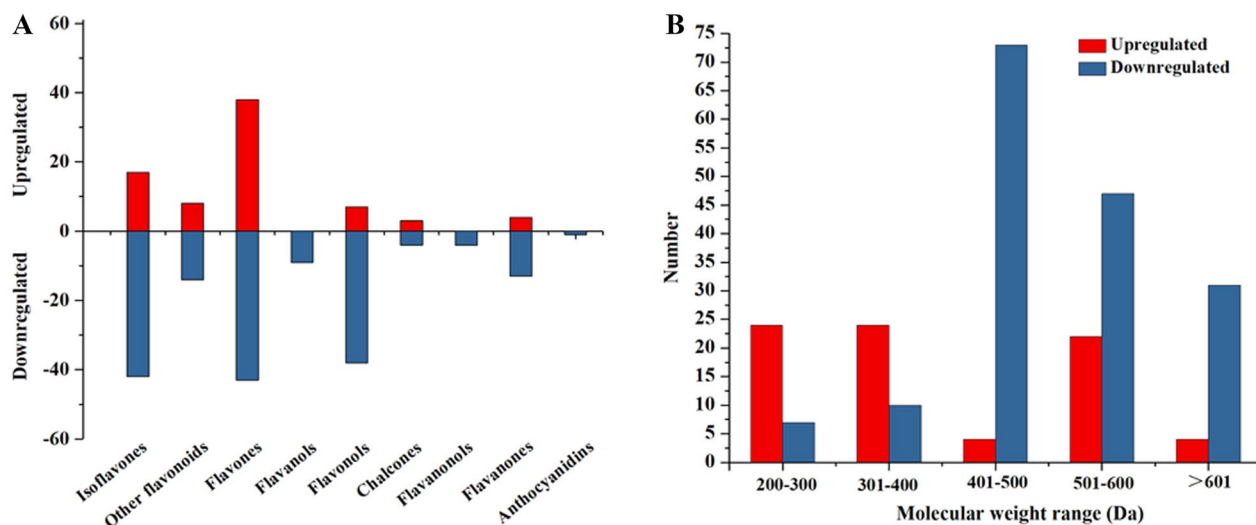 A
60
40
20
0
-20
-40
-60
Upregulated
Downregulated
Isoflavones
Other flavonoids
Flavones
Flavanols
Flavonols
Chalcones
Flavanonols
Flavanones
Anthocyanidins
B
75
70
65
60
55
50
45
40
35
30
25
20
15
10
5
0
Number
Upregulated
Downregulated
200-300
301-400
401-500
501-600
>601
Molecular weight range (Da)